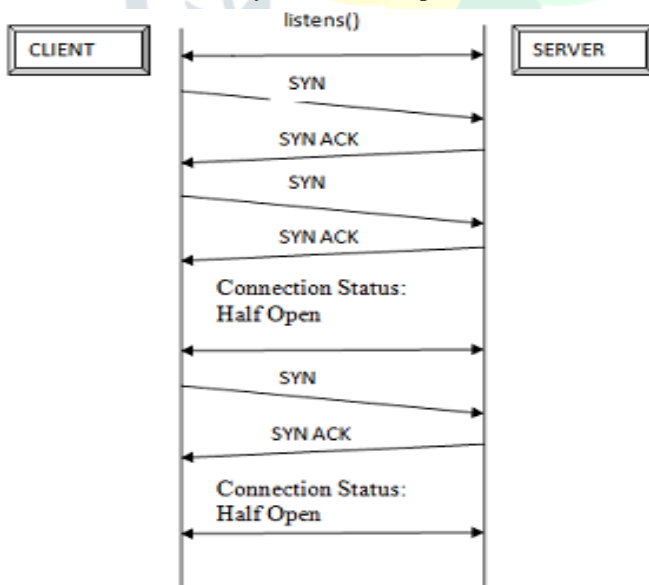 listens()
CLIENT
SERVER
SYN
SYN ACK
SYN
SYN ACK
Connection Status:
Half Open
SYN
SYN ACK
Connection Status:
Half Open